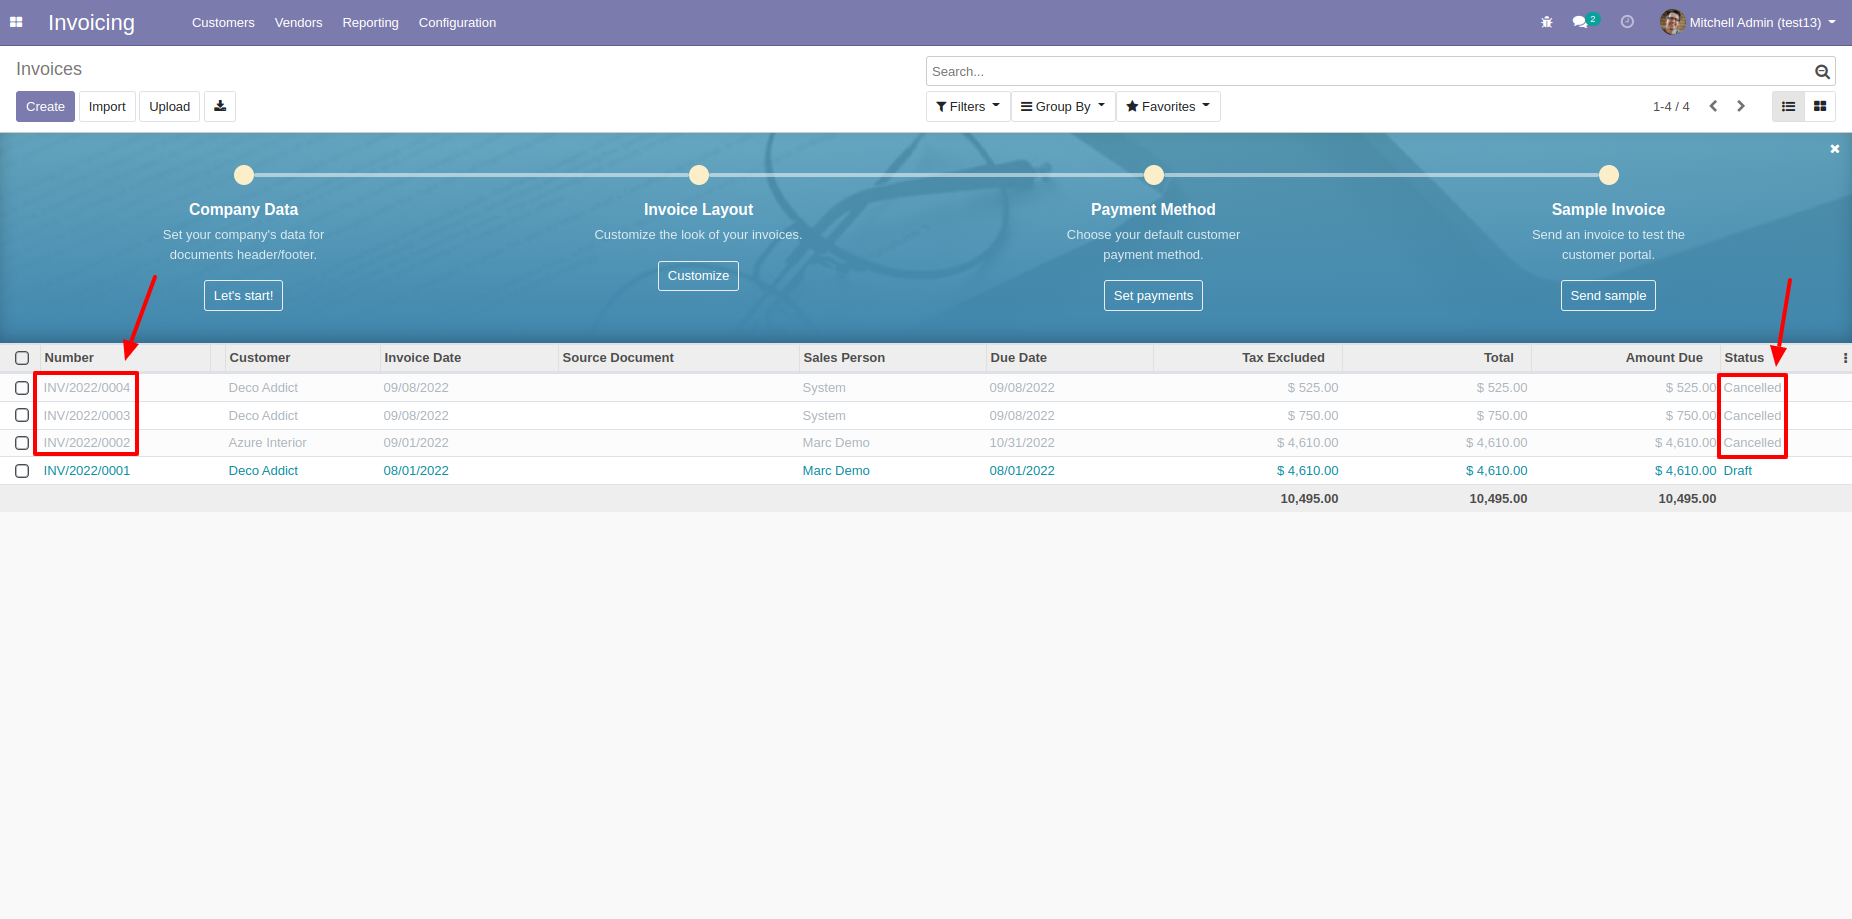 Invoicing Customers Vendors Reporting Configuration 2 Mitchell Admin (test13)
Invoices
Search...
Create Import Upload Filters Group By Favorites 1-4 / 4
Company Data Invoice Layout Payment Method Sample Invoice
Set your company's data for
documents header/footer.
Let's start!
Customize the look of your invoices.
Customize
Choose your default customer
payment method.
Set payments
Send an invoice to test the
customer portal.
Send sample
Number Customer Invoice Date Source Document Sales Person Due Date Tax Excluded Total Amount Due Status
INV/2022/0004 Deco Addict 09/08/2022 System 09/08/2022 $ 525.00 $ 525.00 $ 525.00 Cancelled
INV/2022/0003 Deco Addict 09/08/2022 System 09/08/2022 $ 750.00 $ 750.00 $ 750.00 Cancelled
INV/2022/0002 Azure Interior 09/01/2022 Marc Demo 10/31/2022 $ 4,610.00 $ 4,610.00 $ 4,610.00 Cancelled
INV/2022/0001 Deco Addict 08/01/2022 Marc Demo 08/01/2022 $ 4,610.00 $ 4,610.00 $ 4,610.00 Draft
10,495.00 10,495.00 10,495.00